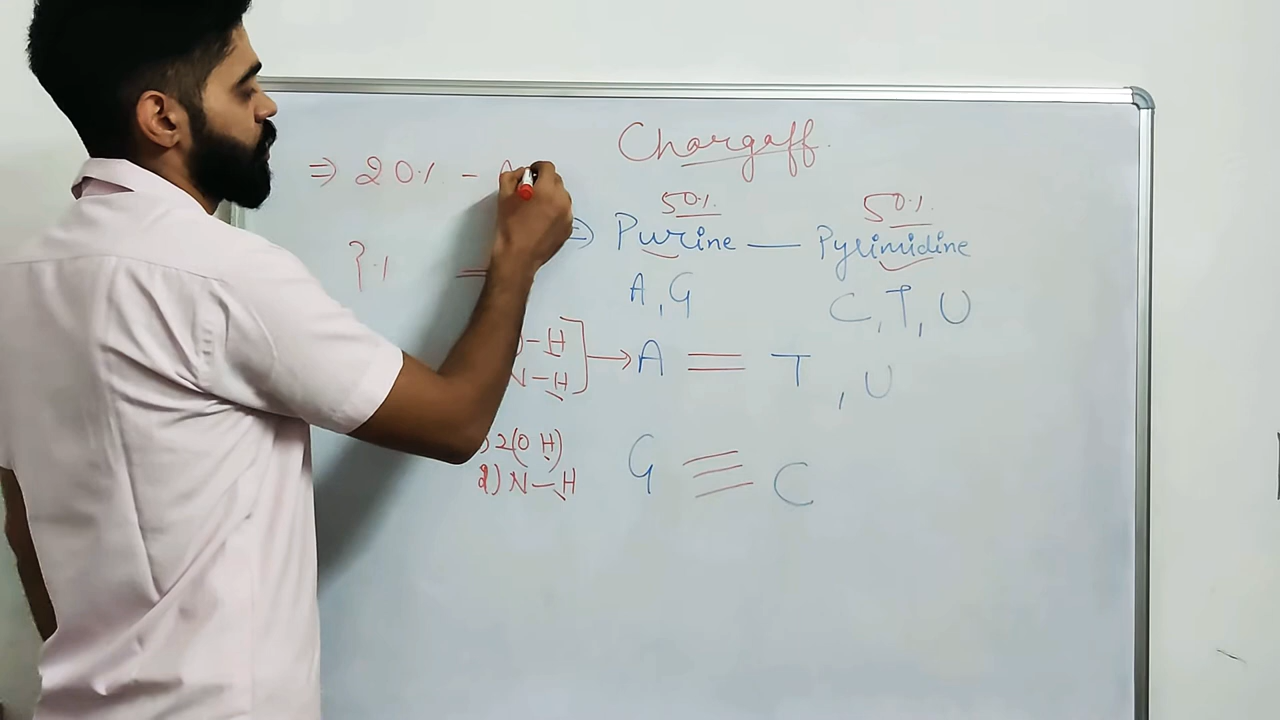 Chargaff.
⇒ 20% - A
50% 50%
⇒ Purine — Pyrimidine
?%
A, G C, T, U
O-H
N-H ] → A = T , U
2(O H)
2) N-H G ≡ C